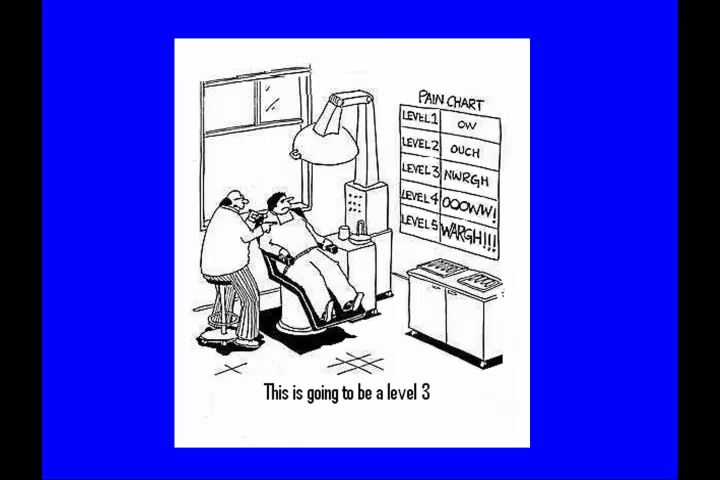 PAIN CHART
LEVEL 1 OW
LEVEL 2 OUCH
LEVEL 3 NWRGH
LEVEL 4 OOOWW!
LEVEL 5 WARGH!!!
This is going to be a level 3